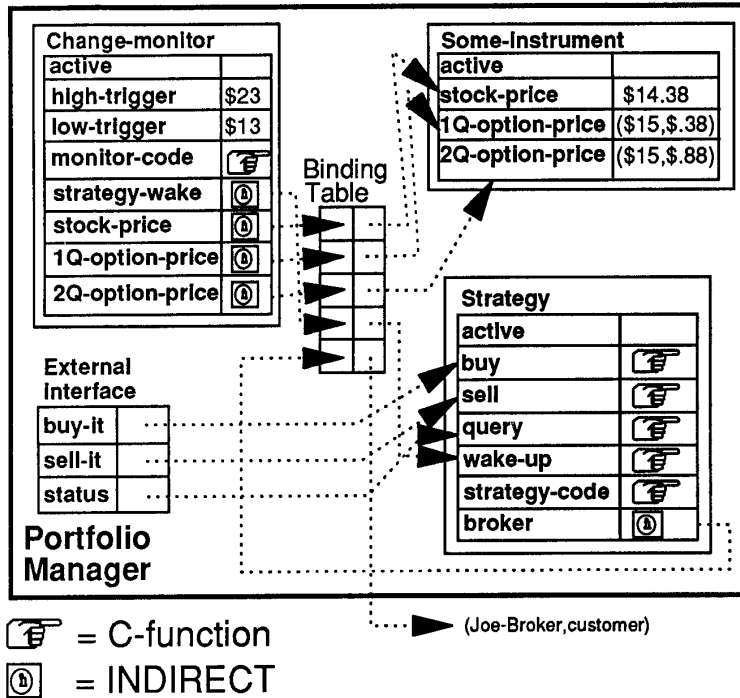 Change-monitor
active
high-trigger $23
low-trigger $13
monitor-code
strategy-wake
stock-price
1Q-option-price
2Q-option-price
Binding
Table
Some-instrument
active
stock-price $14.38
1Q-option-price ($15,$.38)
2Q-option-price ($15,$.88)
Strategy
active
buy
sell
query
wake-up
strategy-code
broker
External
interface
buy-it
sell-it
status
Portfolio
Manager
(Joe-Broker,customer)
= C-function
= INDIRECT